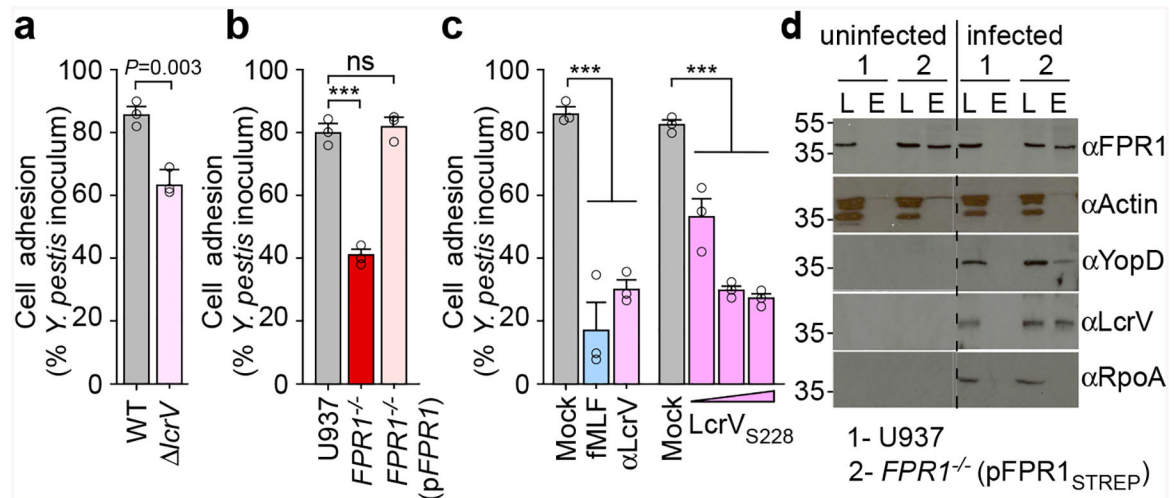 a
P=0.003
Cell adhesion
(% Y. pestis inoculum)
100
80
60
40
20
0
WT
ΔlcrV
b
ns
***
Cell adhesion
(% Y. pestis inoculum)
100
80
60
40
20
0
U937
FPR1-/-
FPR1-/-
(pFPR1)
c
***
***
Cell adhesion
(% Y. pestis inoculum)
100
80
60
40
20
0
Mock
fMLF
αLcrV
Mock
LcrVS228
d
uninfected infected
1 2 1 2
L E L E L E L E
55
35
αFPR1
35
αActin
35
αYopD
35
αLcrV
35
αRpoA
1- U937
2- FPR1-/- (pFPR1STREP)